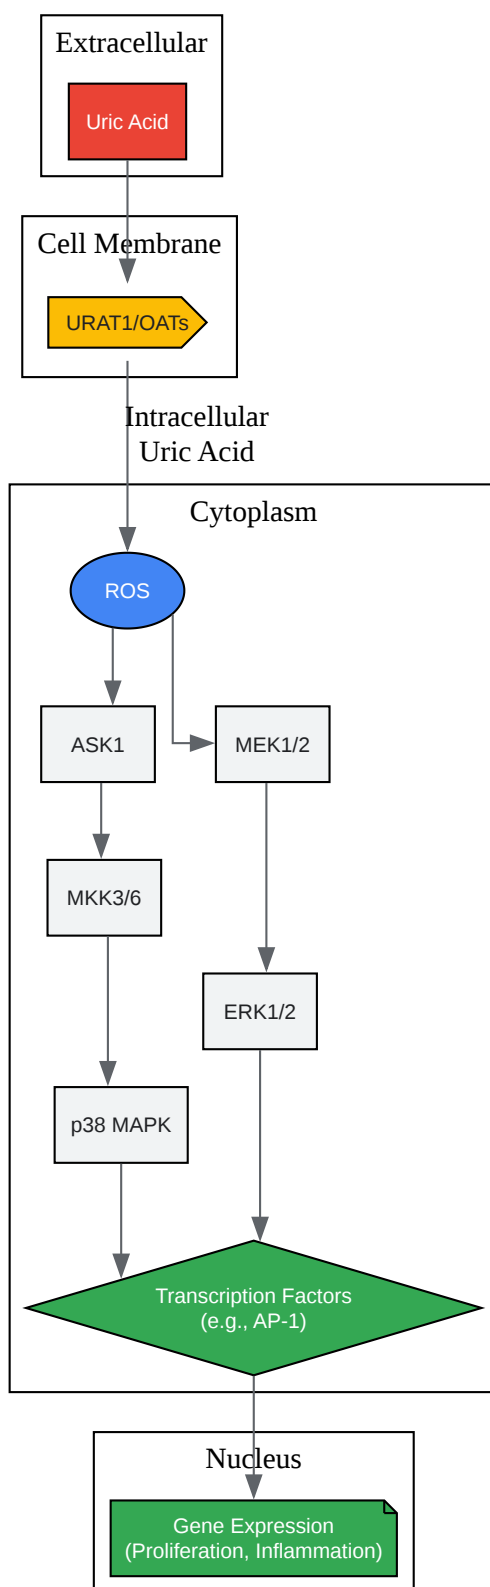 Extracellular
Uric Acid
Cell Membrane
URAT1/OATs
Intracellular
Uric Acid
Cytoplasm
ROS
ASK1
MEK1/2
MKK3/6
ERK1/2
p38 MAPK
Transcription Factors
(e.g., AP-1)
Nucleus
Gene Expression
(Proliferation, Inflammation)